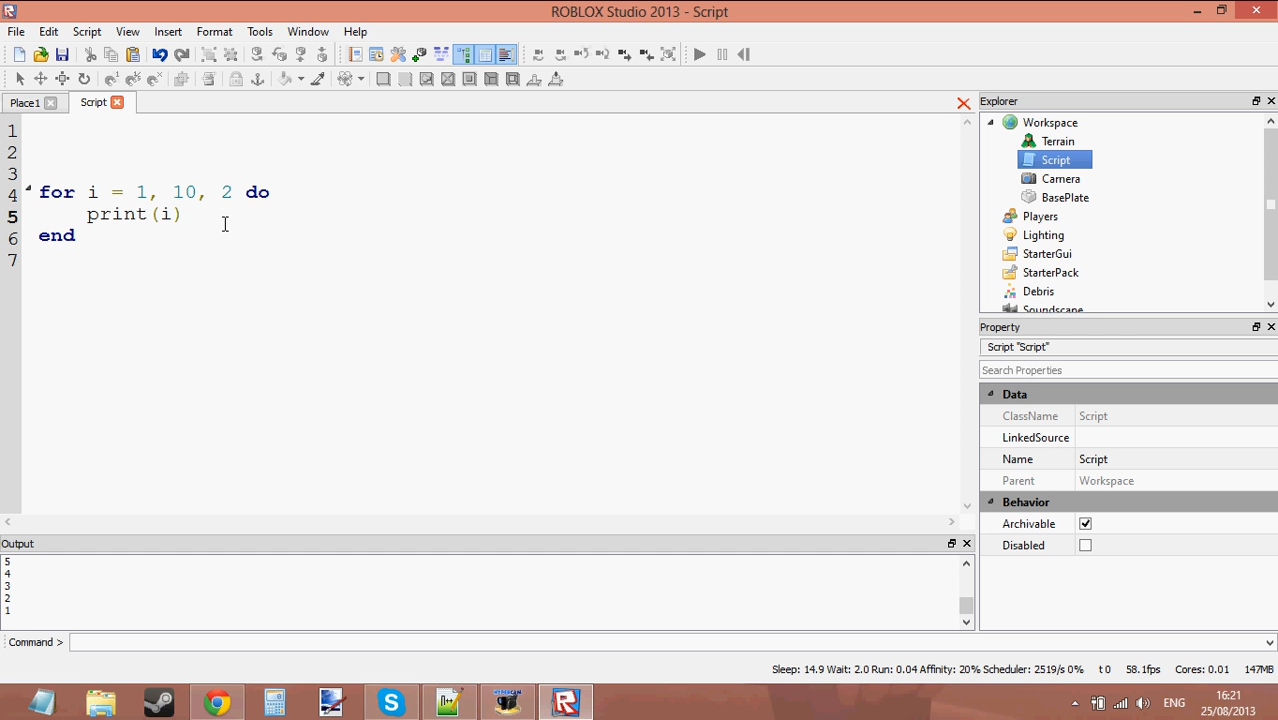 ROBLOX Studio 2013 - Script
File Edit Script View Insert Format Tools Window Help
Place1 Script
1
2
3
4 for i = 1, 10, 2 do
5 print(i)
6 end
7
Explorer
Workspace
Terrain
Script
Camera
BasePlate
Players
Lighting
StarterGui
StarterPack
Debris
Soundscape
Property
Script "Script"
Search Properties
Data
ClassName Script
LinkedSource
Name Script
Parent Workspace
Behavior
Archivable
Disabled
Output
5
4
3
2
1
Command >
Sleep: 14.9 Wait: 2.0 Run: 0.04 Affinity: 20% Scheduler: 2519/s 0% t 0 58.1fps Cores: 0.01 147MB
ENG
16:21
25/08/2013